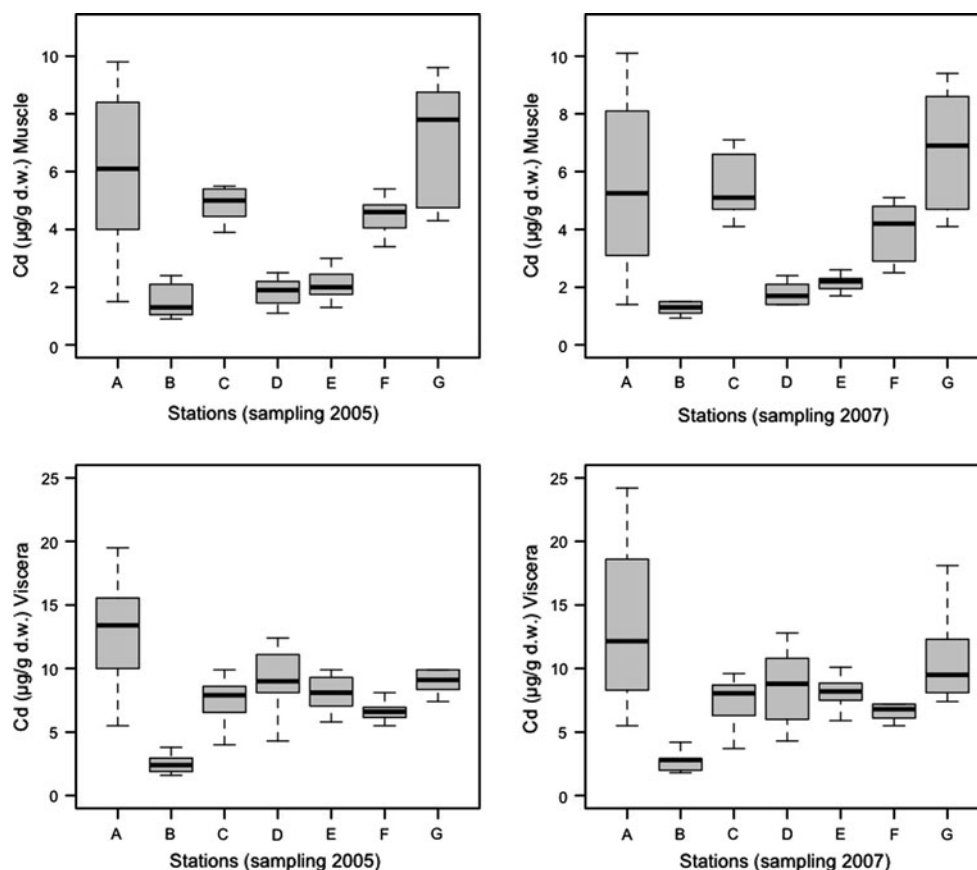 Cd (µg/g d.w.) Muscle
10
8
6
4
2
0
A B C D E F G
Stations (sampling 2005)
Cd (µg/g d.w.) Muscle
10
8
6
4
2
0
A B C D E F G
Stations (sampling 2007)
Cd (µg/g d.w.) Viscera
25
20
15
10
5
0
A B C D E F G
Stations (sampling 2005)
Cd (µg/g d.w.) Viscera
25
20
15
10
5
0
A B C D E F G
Stations (sampling 2007)